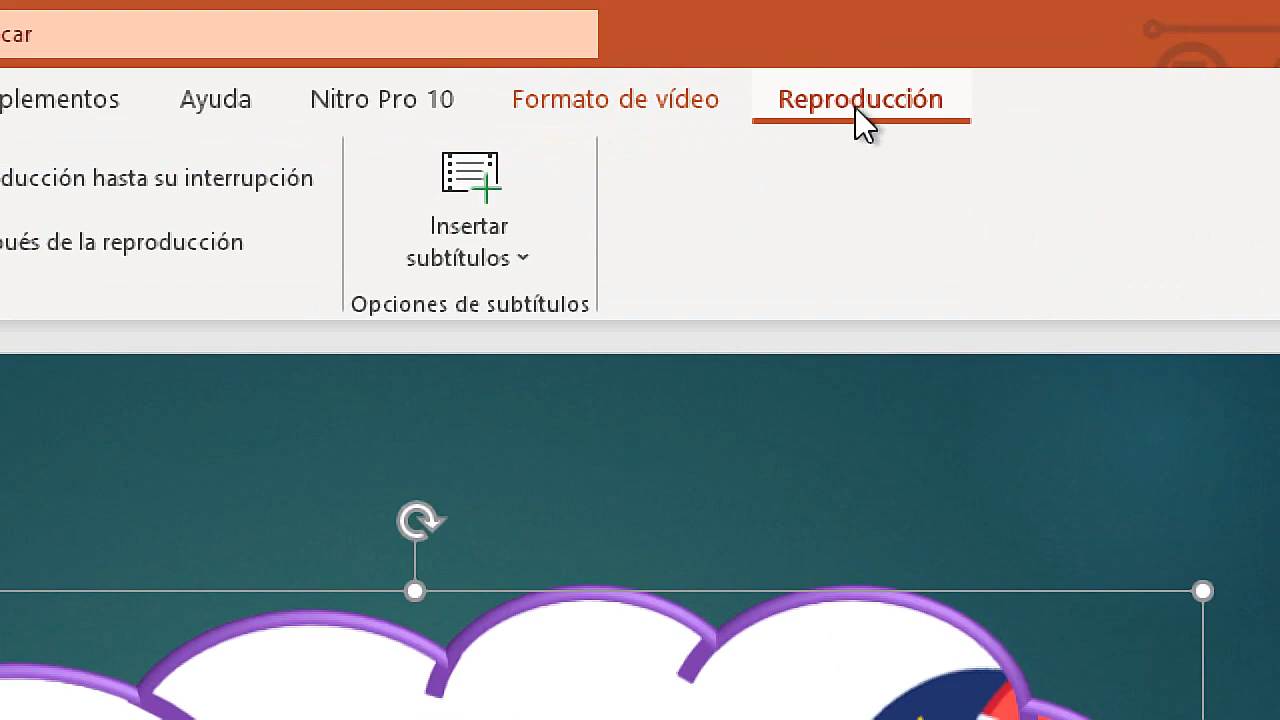 car
plementos Ayuda Nitro Pro 10 Formato de vídeo Reproducción
ducción hasta su interrupción
pués de la reproducción
Insertar
subtítulos
Opciones de subtítulos